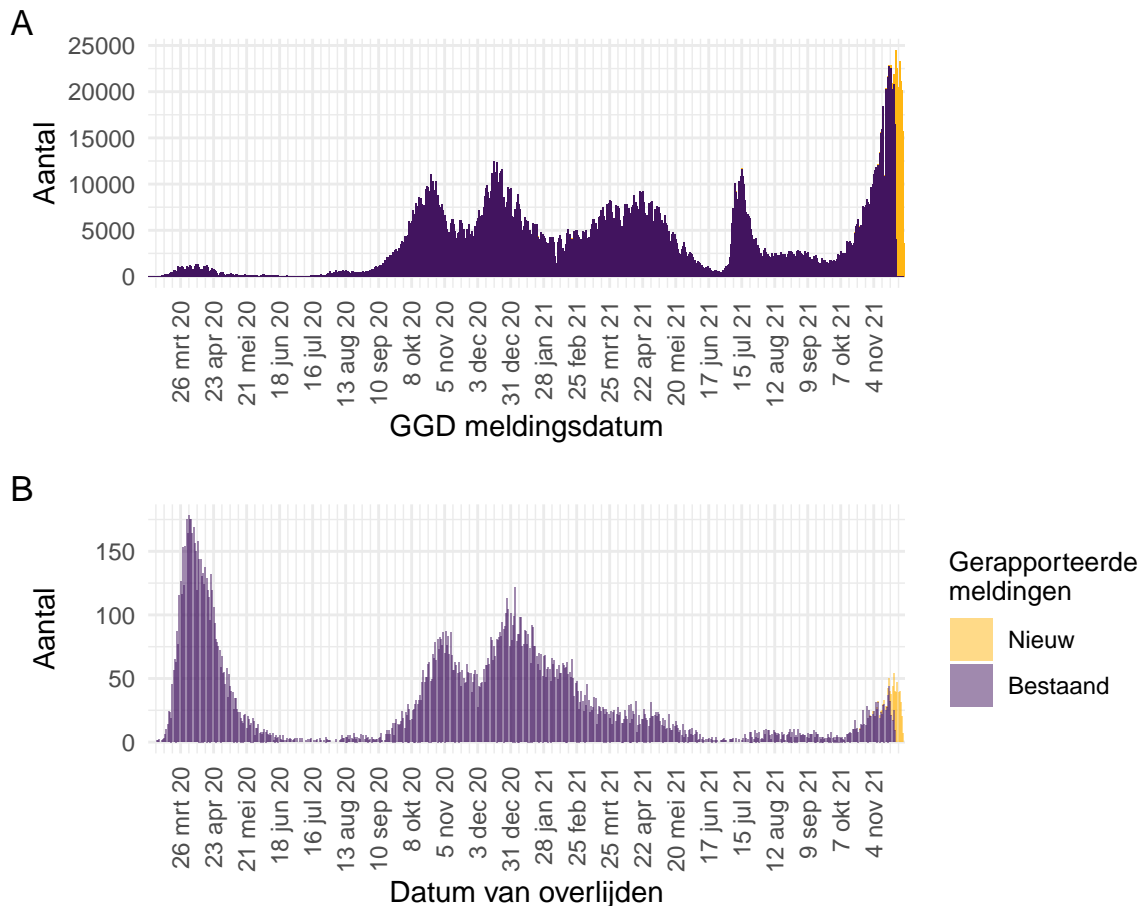 A
25000
20000
15000
10000
5000
0
Aantal
26 mrt 20
23 apr 20
21 mei 20
18 jun 20
16 jul 20
13 aug 20
10 sep 20
8 okt 20
5 nov 20
3 dec 20
31 dec 20
28 jan 21
25 feb 21
25 mrt 21
22 apr 21
20 mei 21
17 jun 21
15 jul 21
12 aug 21
9 sep 21
7 okt 21
4 nov 21
GGD meldingsdatum
B
150
100
50
0
Aantal
26 mrt 20
23 apr 20
21 mei 20
18 jun 20
16 jul 20
13 aug 20
10 sep 20
8 okt 20
5 nov 20
3 dec 20
31 dec 20
28 jan 21
25 feb 21
25 mrt 21
22 apr 21
20 mei 21
17 jun 21
15 jul 21
12 aug 21
9 sep 21
7 okt 21
4 nov 21
Datum van overlijden
Gerapporteerde
meldingen
Nieuw
Bestaand